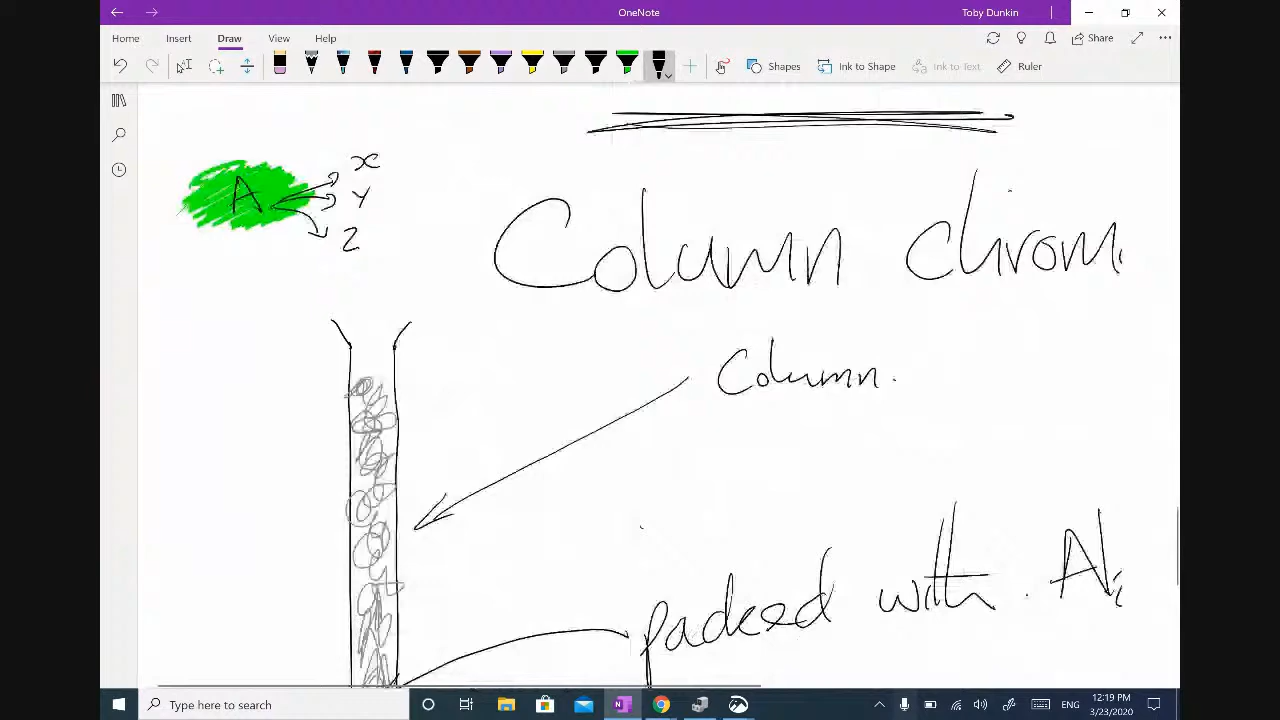 OneNote
Toby Dunkin
Home Insert Draw View Help
Share
Shapes
Ink to Shape
Ink to Text
Ruler
A
x
Y
Z
Column chrom
Column.
packed with. Al
Type here to search
ENG
12:19 PM
3/23/2020